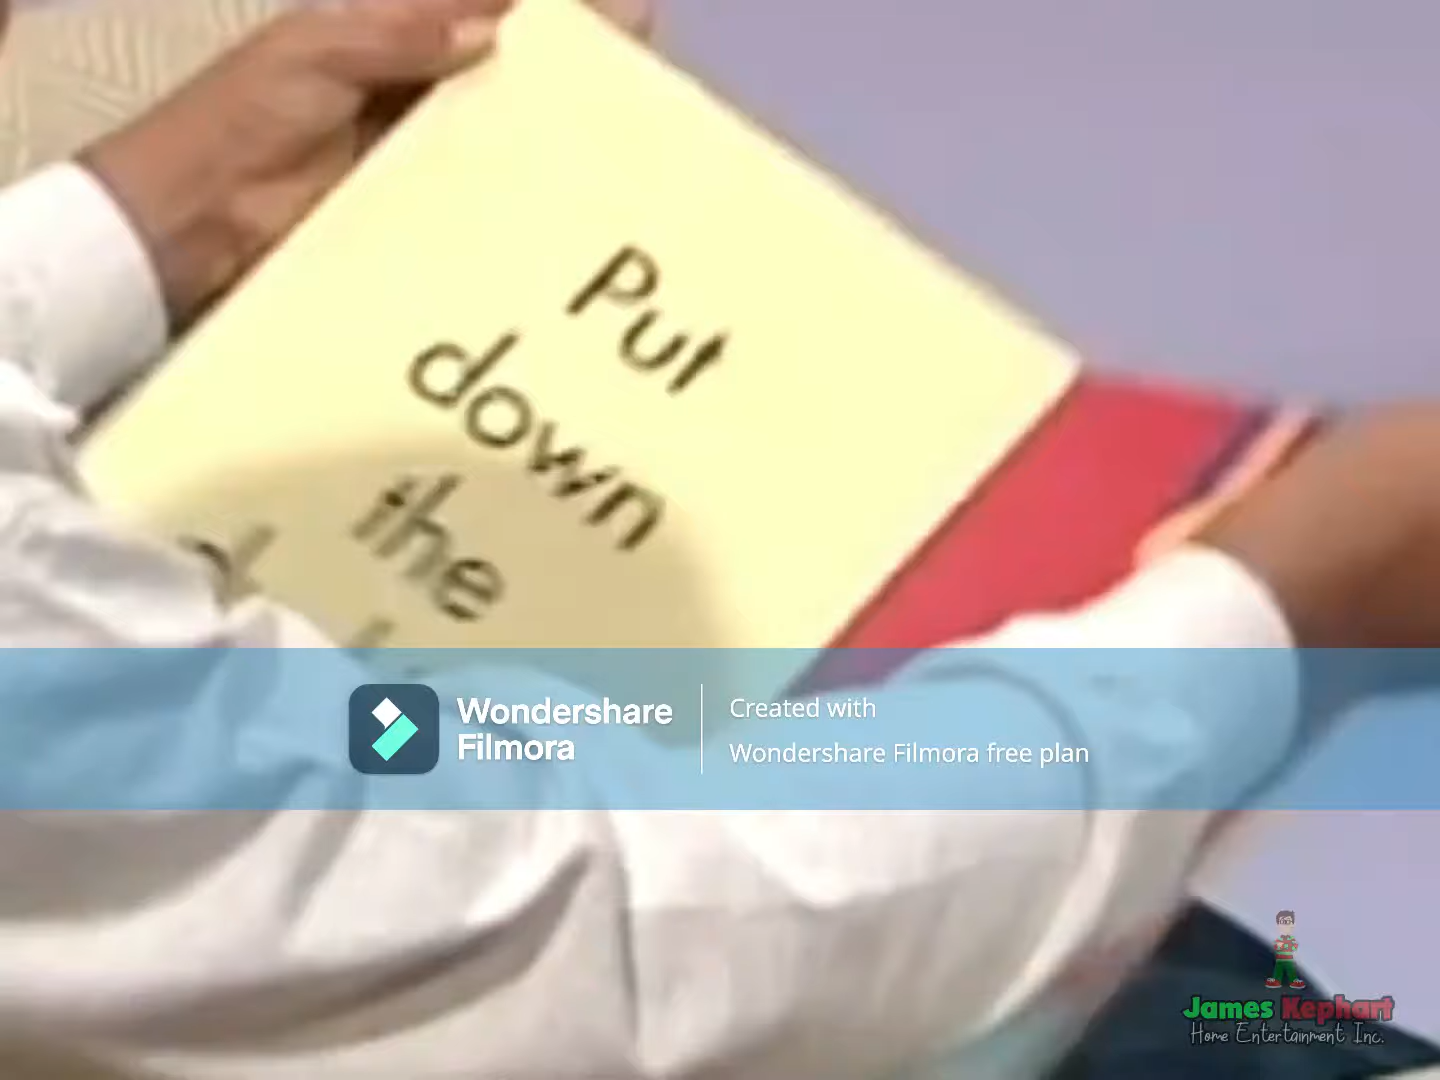 Put
down
the
Wondershare
Filmora
Created with
Wondershare Filmora free plan
James Kephart
Home Entertainment Inc.